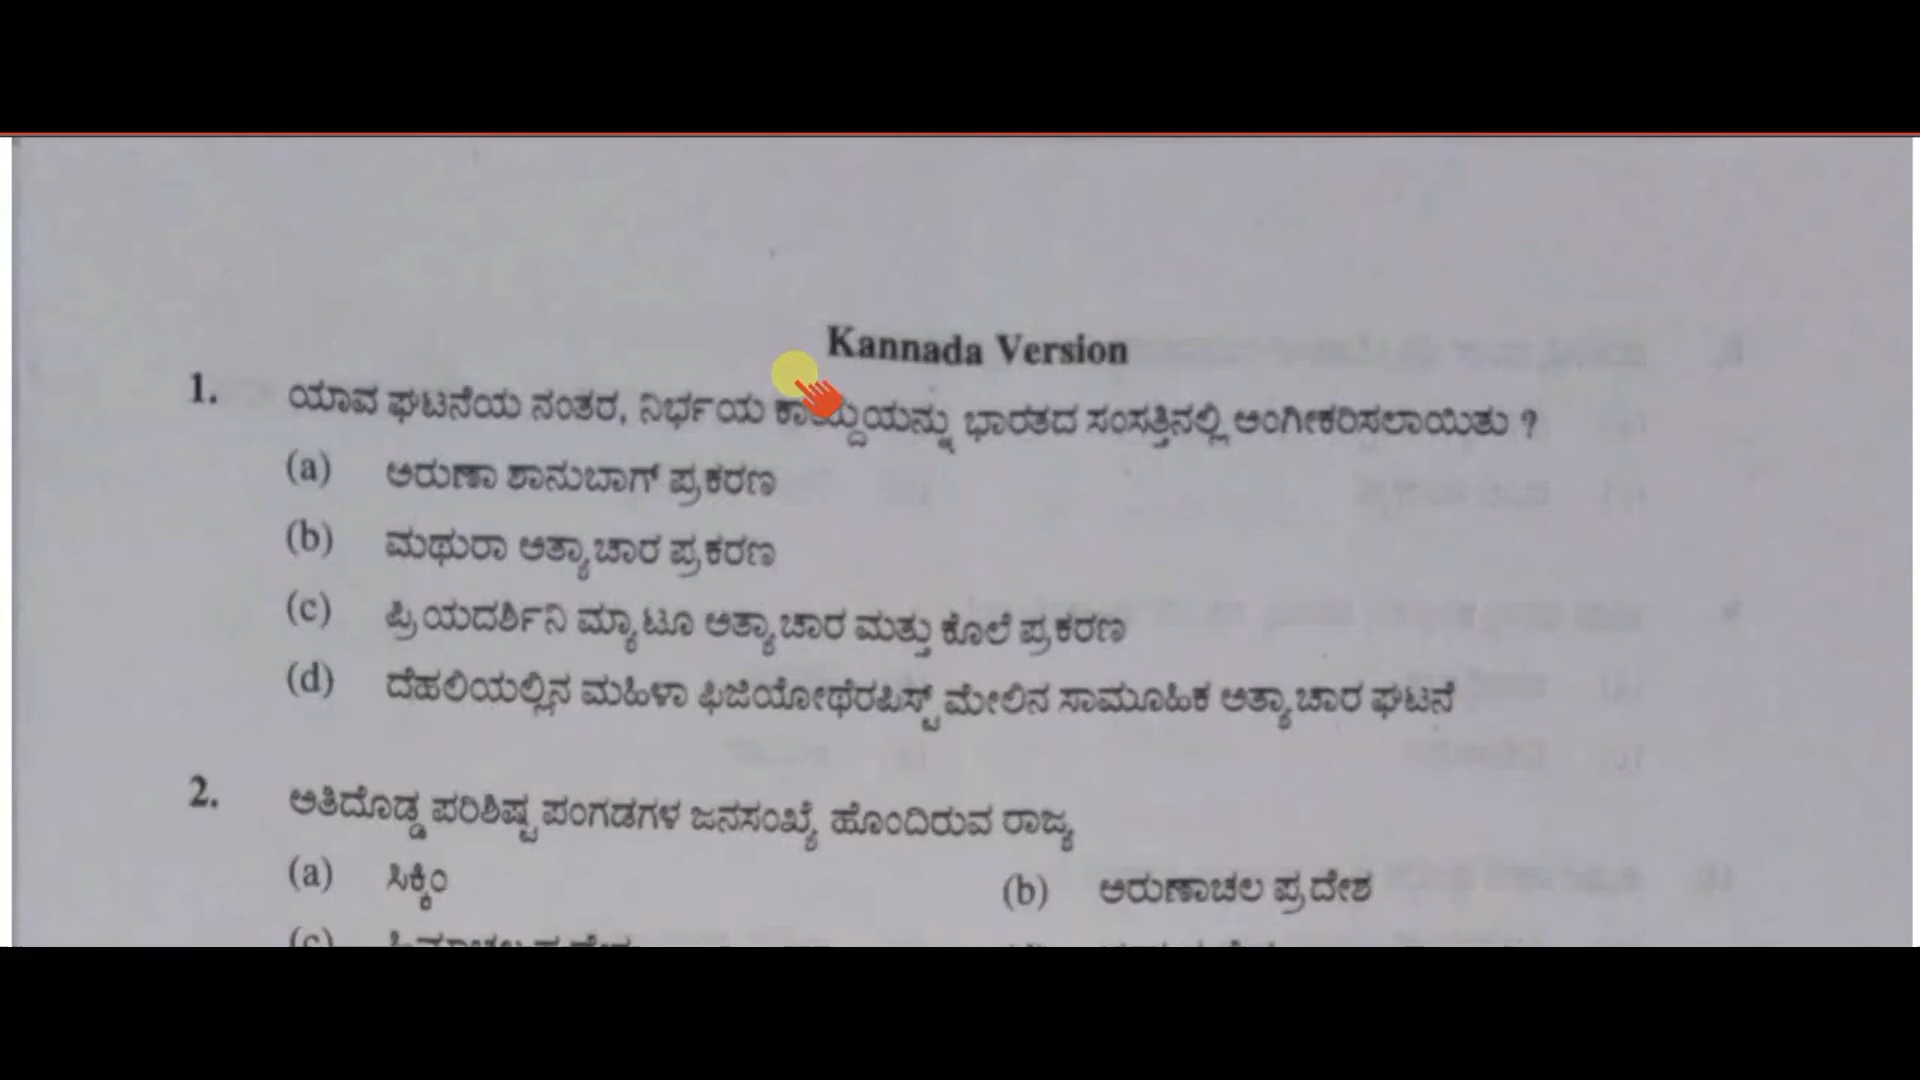 Kannada Version
1. ಯಾವ ಘಟನೆಯ ನಂತರ, ನಿರ್ಭಯ ಕಾಯ್ದೆಯನ್ನು ಭಾರತದ ಸಂಸತ್ತಿನಲ್ಲಿ ಅಂಗೀಕರಿಸಲಾಯಿತು ?
(a) ಅರುಣಾ ಶಾನುಬಾಗ್ ಪ್ರಕರಣ
(b) ಮಥುರಾ ಅತ್ಯಾಚಾರ ಪ್ರಕರಣ
(c) ಪ್ರಿಯದರ್ಶಿನಿ ಮ್ಯಾಟೂ ಅತ್ಯಾಚಾರ ಮತ್ತು ಕೊಲೆ ಪ್ರಕರಣ
(d) ದೆಹಲಿಯಲ್ಲಿನ ಮಹಿಳಾ ಫಿಜಿಯೋಥೆರಪಿಸ್ಟ್ ಮೇಲಿನ ಸಾಮೂಹಿಕ ಅತ್ಯಾಚಾರ ಘಟನೆ
2. ಅತಿದೊಡ್ಡ ಪರಿಶಿಷ್ಟ ಪಂಗಡಗಳ ಜನಸಂಖ್ಯೆ ಹೊಂದಿರುವ ರಾಜ್ಯ
(a) ಸಿಕ್ಕಿಂ (b) ಅರುಣಾಚಲ ಪ್ರದೇಶ